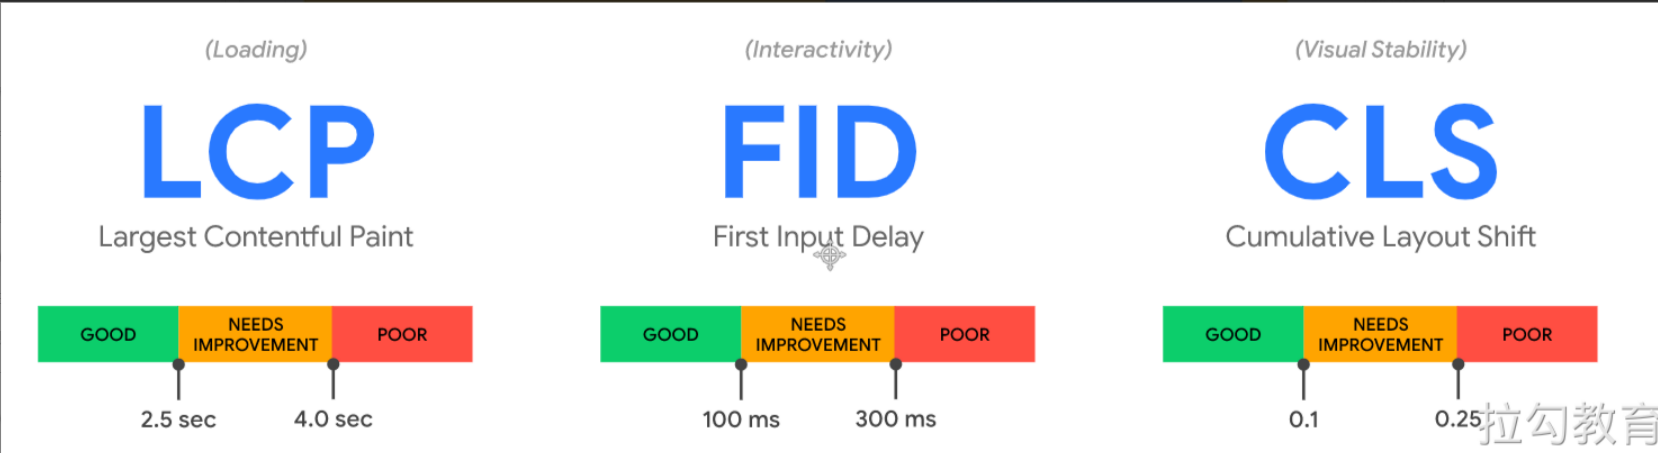 (Loading)
LCP
Largest Contentful Paint
GOOD
NEEDS
IMPROVEMENT
POOR
2.5 sec
4.0 sec
(Interactivity)
FID
First Input Delay
GOOD
NEEDS
IMPROVEMENT
POOR
100 ms
300 ms
(Visual Stability)
CLS
Cumulative Layout Shift
GOOD
NEEDS
IMPROVEMENT
POOR
0.1
0.25
拉勾教育